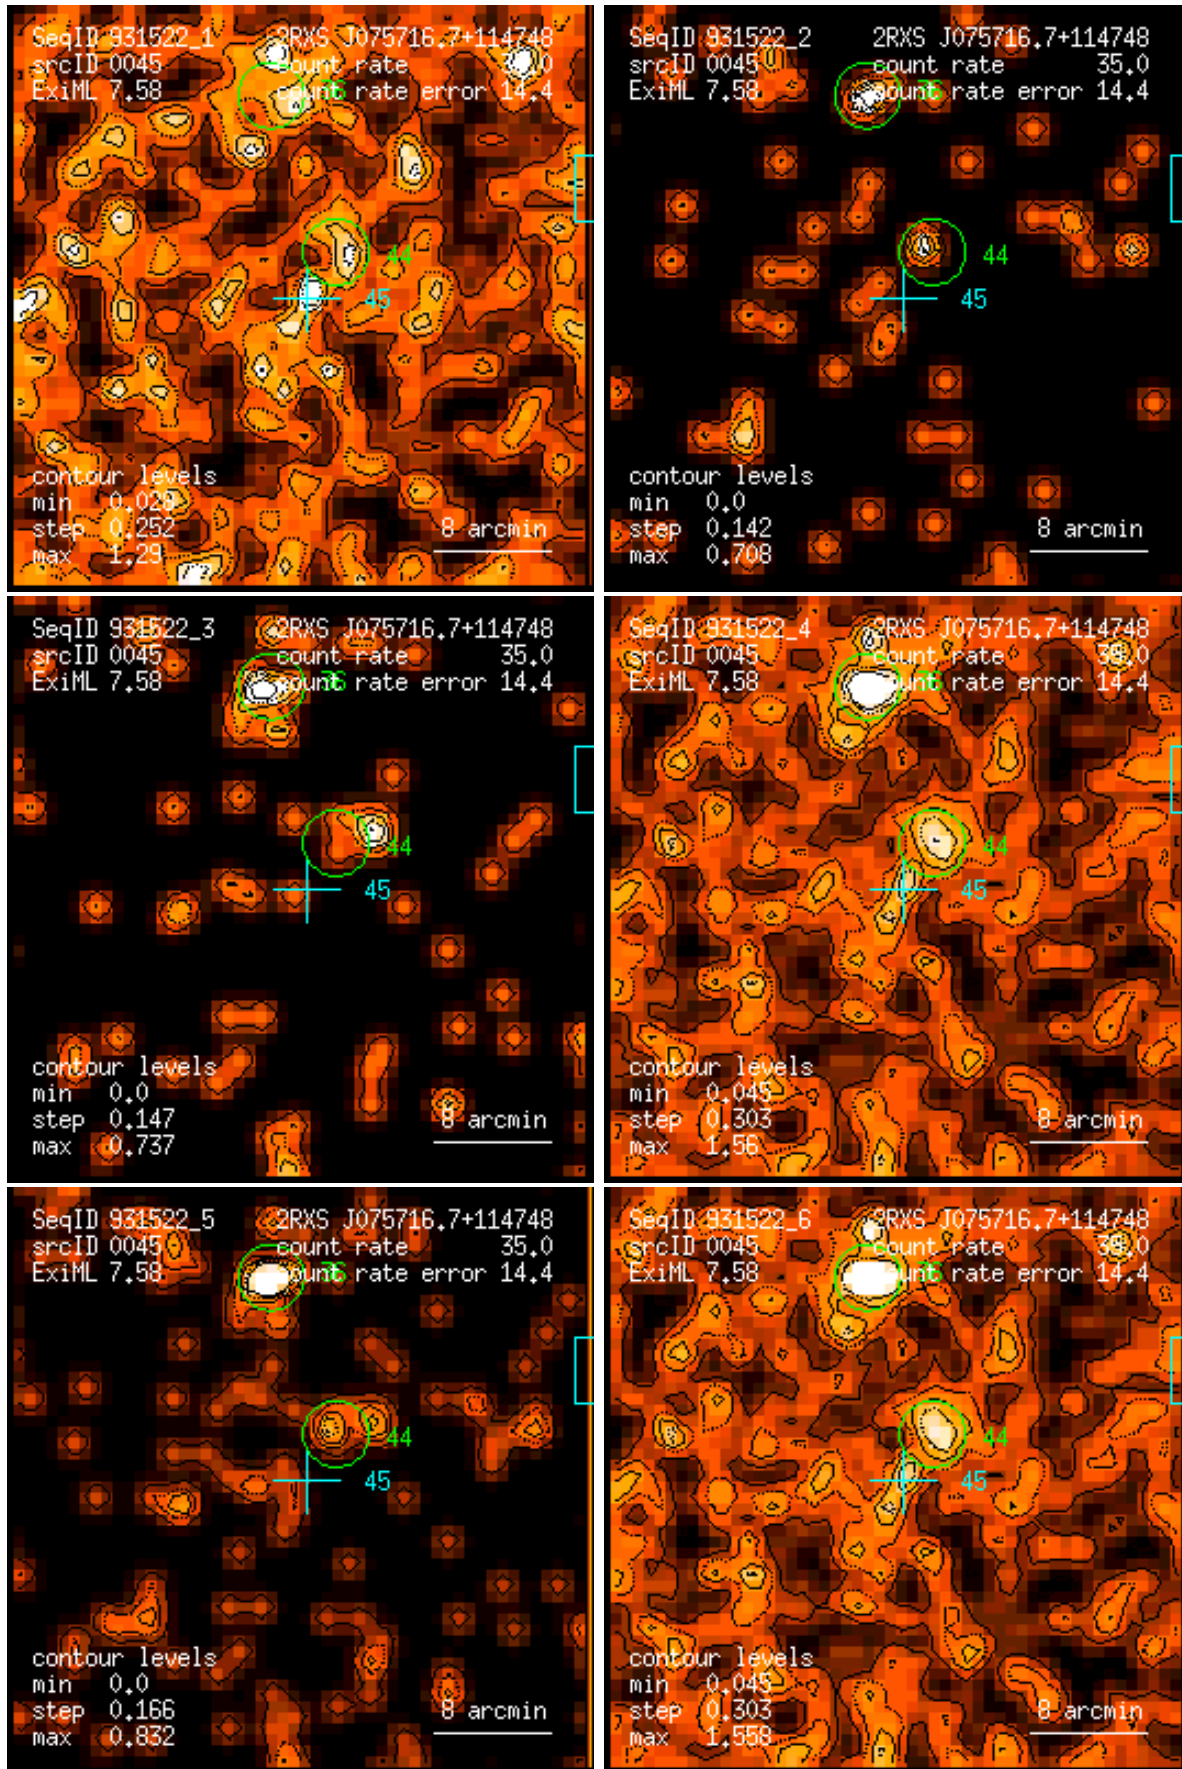 SeqID 931522_1 2RXS J075716.7+114748
srcID 0045 count rate
ExiML 7.58 count rate error 14.4
44
45
contour levels
min 0.028
step 0.252 8 arcmin
max 1.29
SeqID 931522_2 2RXS J075716.7+114748
srcID 0045 count rate 35.0
ExiML 7.58 count rate error 14.4
44
45
contour levels
min 0.0
step 0.142 8 arcmin
max 0.708
SeqID 931522_3 2RXS J075716.7+114748
srcID 0045 count rate 35.0
ExiML 7.58 count rate error 14.4
44
45
contour levels
min 0.0
step 0.147 8 arcmin
max 0.737
SeqID 931522_4 2RXS J075716.7+114748
srcID 0045 count rate
ExiML 7.58 count rate error 14.4
44
45
contour levels
min 0.045
step 0.303 8 arcmin
max 1.56
SeqID 931522_5 2RXS J075716.7+114748
srcID 0045 count rate 35.0
ExiML 7.58 count rate error 14.4
44
45
contour levels
min 0.0
step 0.166 8 arcmin
max 0.832
SeqID 931522_6 2RXS J075716.7+114748
srcID 0045 count rate
ExiML 7.58 count rate error 14.4
44
45
contour levels
min 0.045
step 0.303 8 arcmin
max 1.558